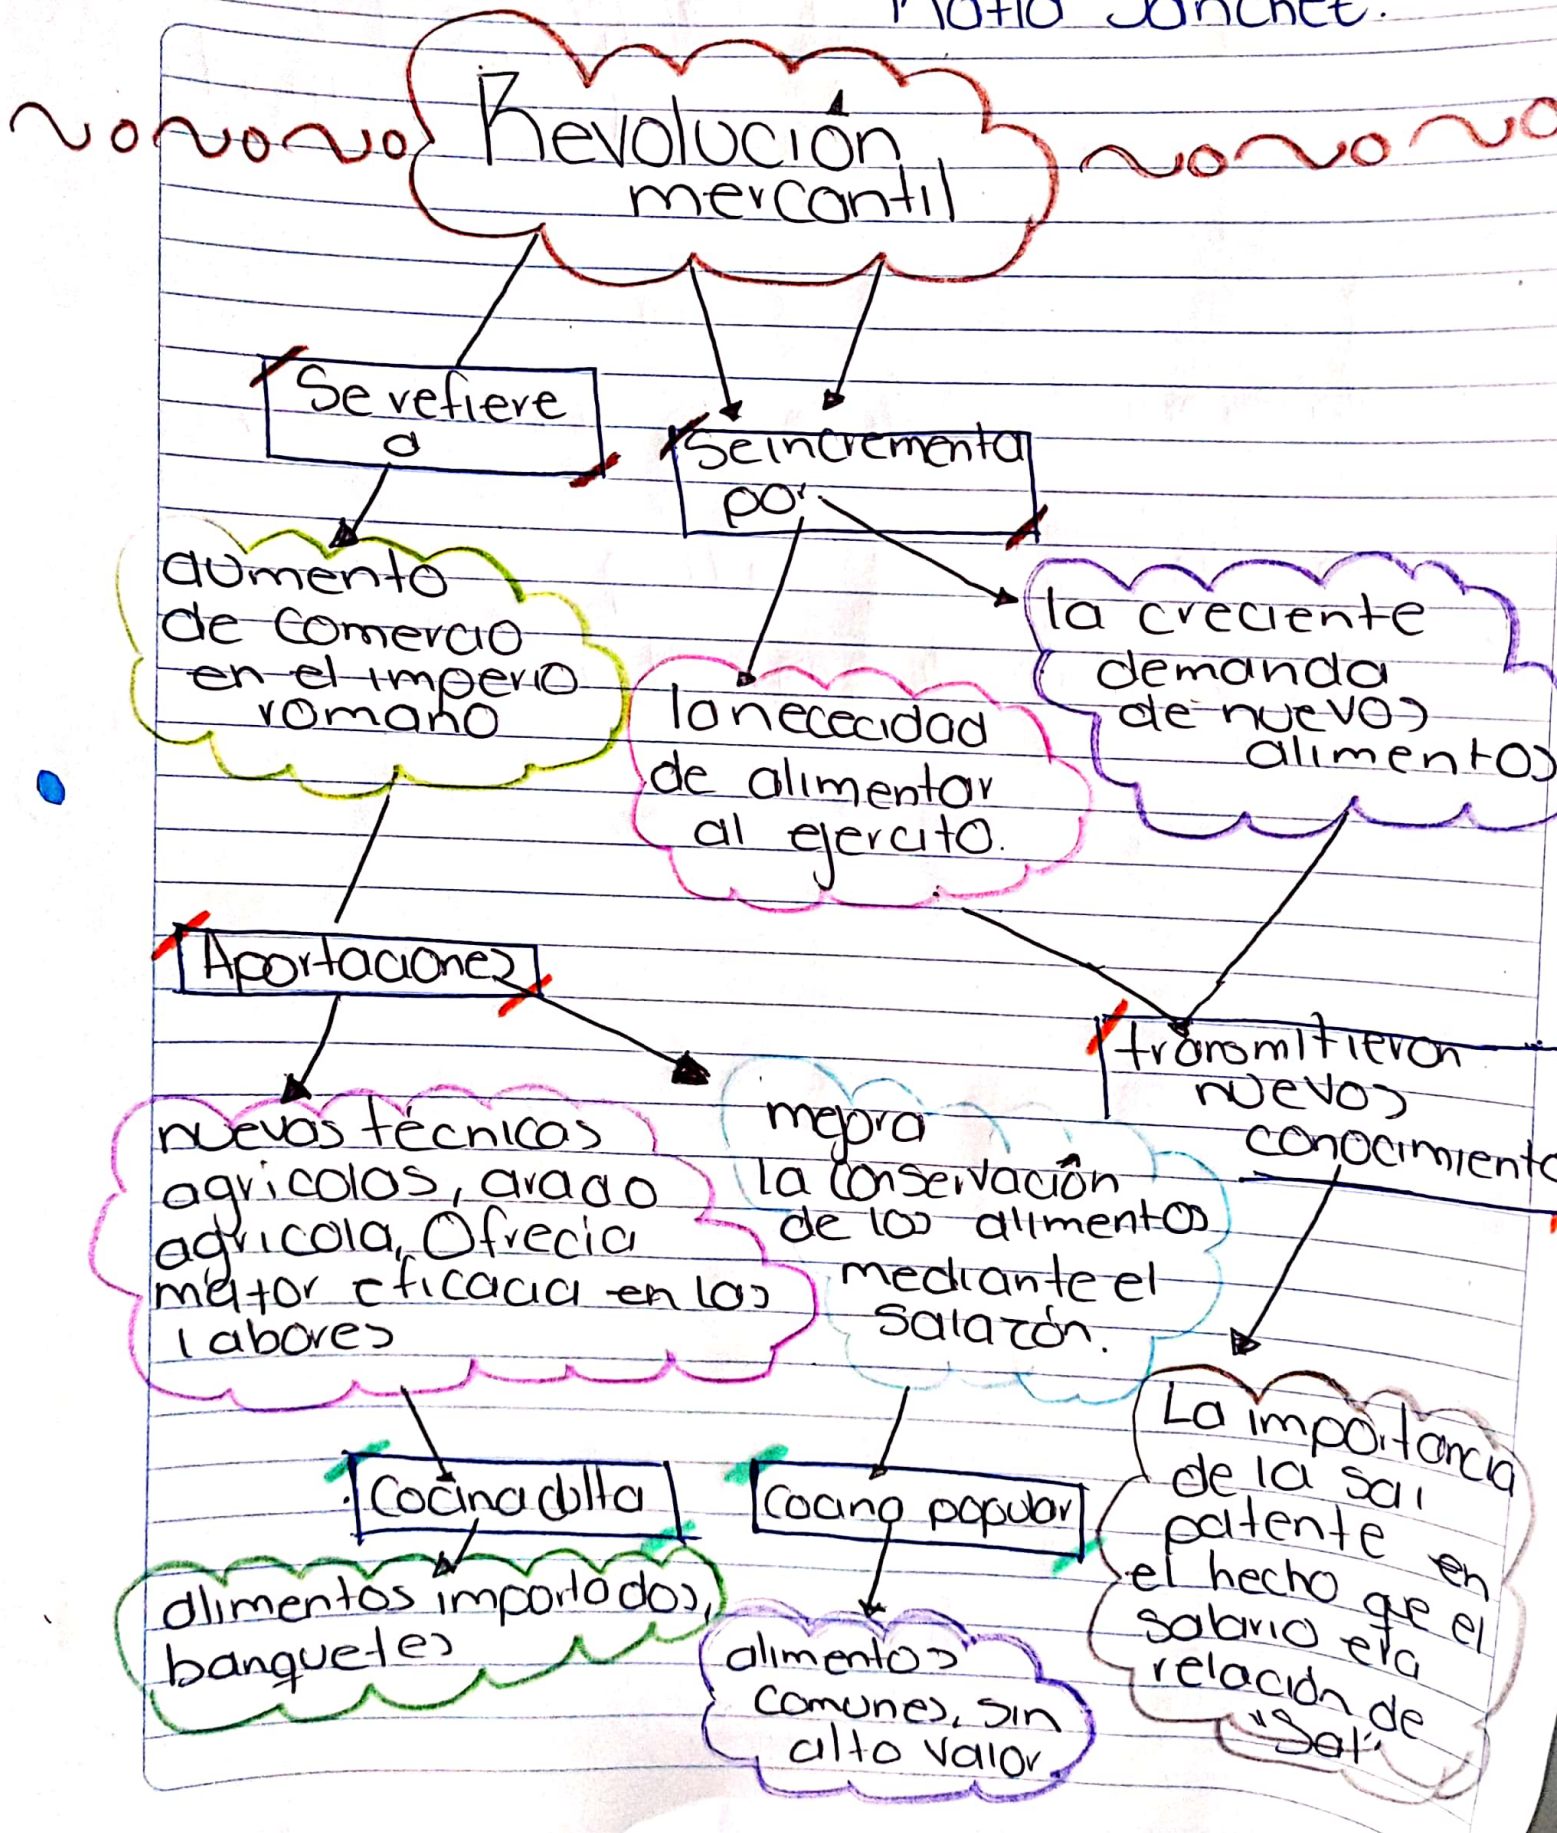 María Sánchez.
Revolución
mercantil
Se refiere
a
Se incrementa
por
aumento
de comercio
en el imperio
romano
la nececidad
de alimentar
al ejercito.
la creciente
demanda
de nuevos
alimentos
Aportaciones
transmitieron
nuevos
conocimiento
nuevas técnicas
agricolas, arado
agricola, Ofrecia
mejora
la conservación
de los alimentos
mediante el
salazón.
eficacia en las
labores
Cocina culta
Cocina popular
alimentos importados,
banquetes
alimentos
comunes, sin
alto valor
La importancia
de la sal
patente en
el hecho que el
salario era
relación de
"Sal"